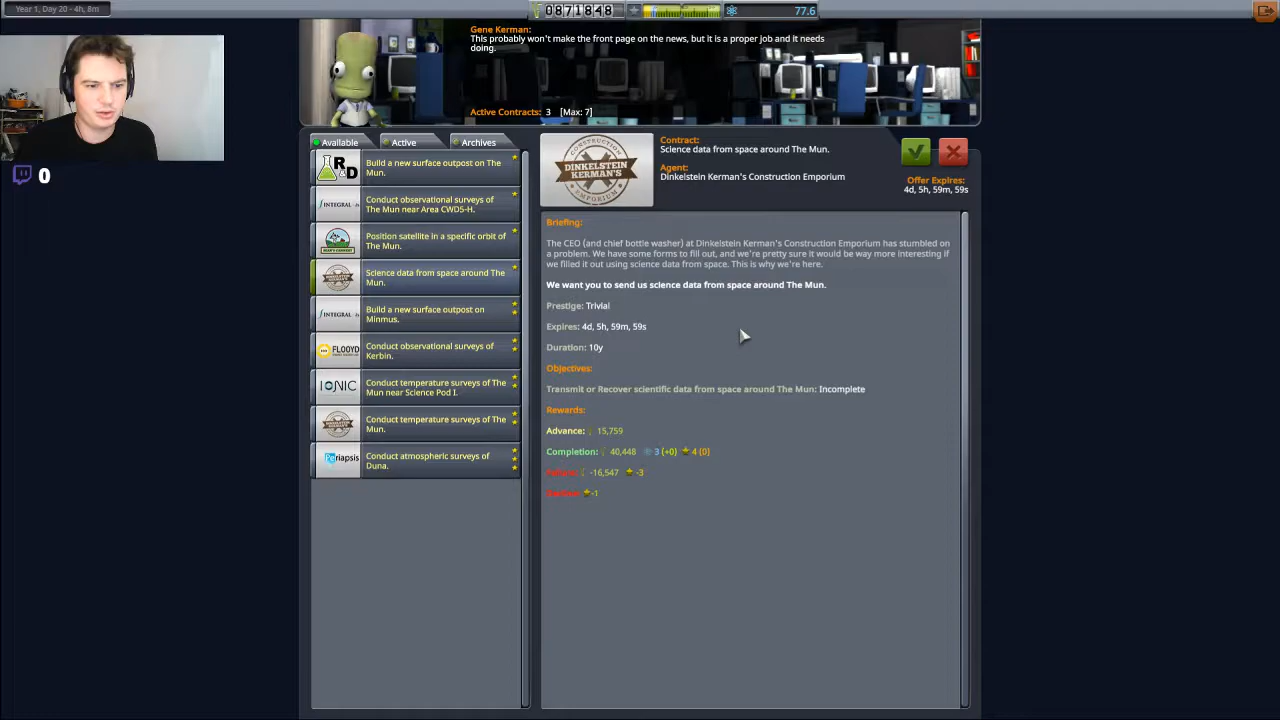 Year 1, Day 20 - 4h, 8m
0871848
77.6
Gene Kerman:
This probably won't make the front page on the news, but it is a proper job and it needs
doing.
Active Contracts: 3 [Max: 7]
0
Available
Active
Archives
R&D
Build a new surface outpost on The
Mun.
INTEGRAL
Conduct observational surveys of
The Mun near Area CWDS-H.
Position satellite in a specific orbit of
The Mun.
Science data from space around The
Mun.
INTEGRAL
Build a new surface outpost on
Minmus.
FLOOYD
Conduct observational surveys of
Kerbin.
IONIC
Conduct temperature surveys of The
Mun near Science Pod I.
Conduct temperature surveys of The
Mun.
Periapsis
Conduct atmospheric surveys of
Duna.
CONSTRUCTION
DINKELSTEIN
KERMAN'S
EMPORIUM
Contract:
Science data from space around The Mun.
Agent:
Dinkelstein Kerman's Construction Emporium
Offer Expires:
4d, 5h, 59m, 59s
Briefing:
The CEO (and chief bottle washer) at Dinkelstein Kerman's Construction Emporium has stumbled on
a problem. We have some forms to fill out, and we're pretty sure it would be way more interesting if
we filled it out using science data from space. This is why we're here.
We want you to send us science data from space around The Mun.
Prestige: Trivial
Expires: 4d, 5h, 59m, 59s
Duration: 10y
Objectives:
Transmit or Recover scientific data from space around The Mun: Incomplete
Rewards:
Advance: 15,759
Completion: 40,448 3 (+0) 4 (0)
-16,547 -3
-1